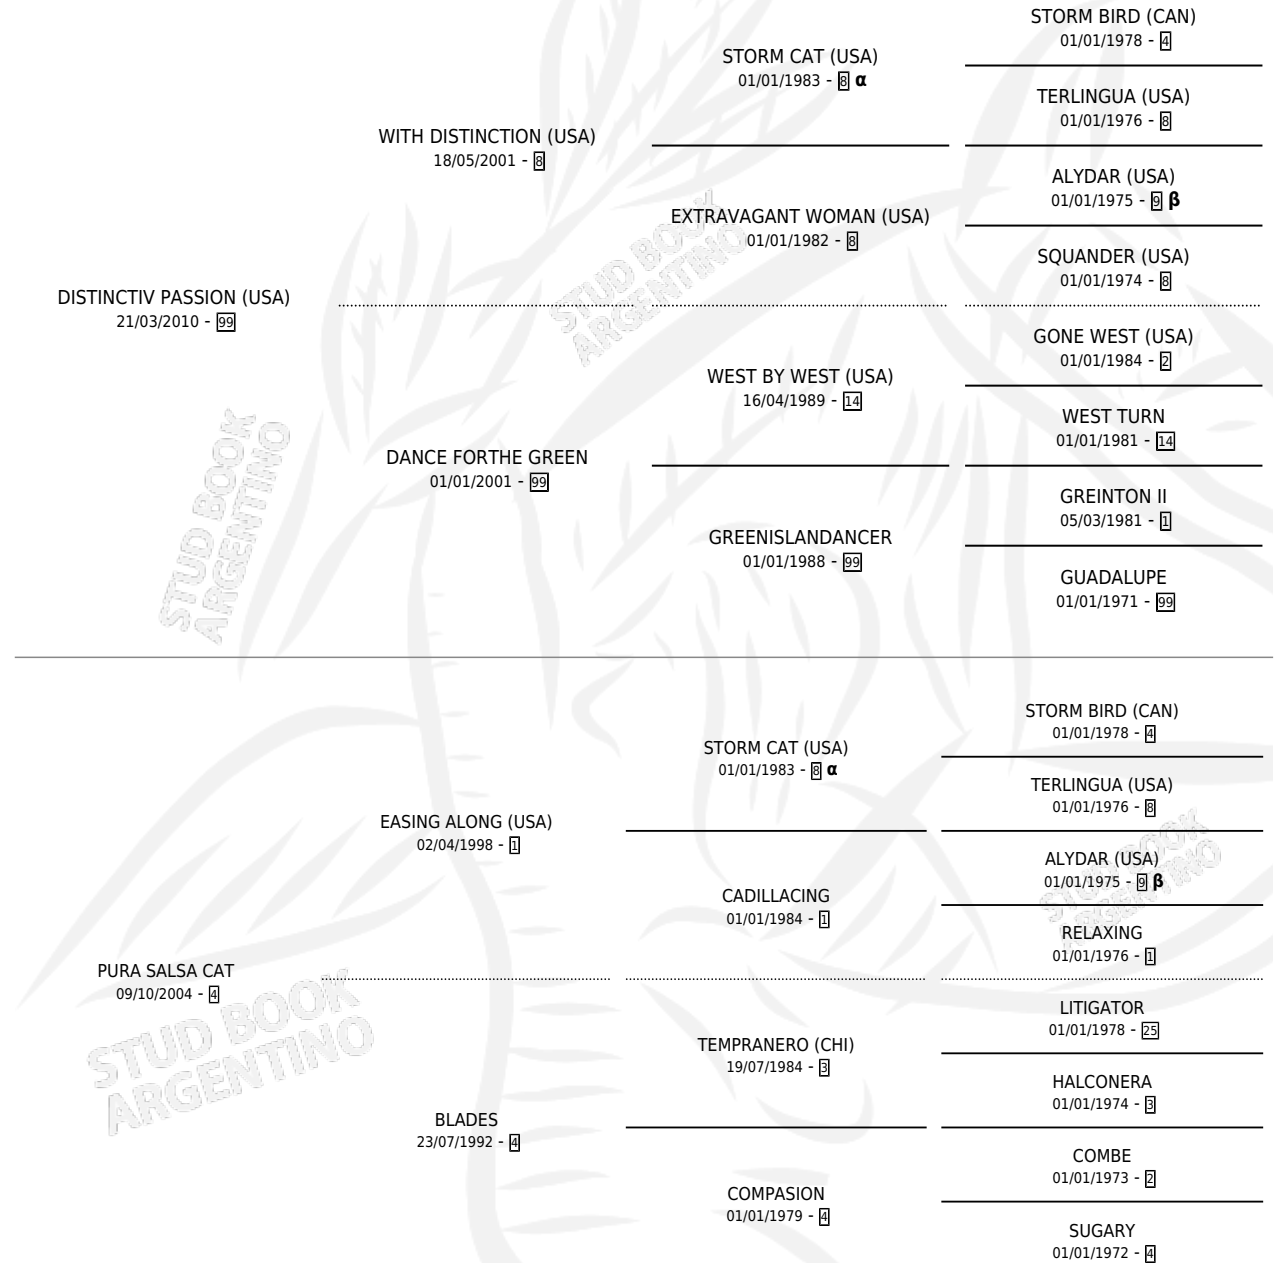 STORM BIRD (CAN)
01/01/1978 - 4
STORM CAT (USA)
01/01/1983 - 8 α
TERLINGUA (USA)
01/01/1976 - 8
WITH DISTINCTION (USA)
18/05/2001 - 8
ALYDAR (USA)
01/01/1975 - 9 β
EXTRAVAGANT WOMAN (USA)
01/01/1982 - 8
SQUANDER (USA)
01/01/1974 - 8
DISTINCTIV PASSION (USA)
21/03/2010 - 99
STUD BOOK
ARGENTINO
GONE WEST (USA)
01/01/1984 - 2
WEST BY WEST (USA)
16/04/1989 - 14
WEST TURN
01/01/1981 - 14
DANCE FORTHE GREEN
01/01/2001 - 99
GREINTON II
05/03/1981 - 1
GREENISLANDANCER
01/01/1988 - 99
GUADALUPE
01/01/1971 - 99
STUD BOOK
ARGENTINO
STORM BIRD (CAN)
01/01/1978 - 4
STORM CAT (USA)
01/01/1983 - 8 α
TERLINGUA (USA)
01/01/1976 - 8
EASING ALONG (USA)
02/04/1998 - 1
ALYDAR (USA)
01/01/1975 - 9 β
CADILLACING
01/01/1984 - 1
STUD BOOK
ARGENTINO
RELAXING
01/01/1976 - 1
PURA SALSA CAT
09/10/2004 - 4
STUD BOOK
ARGENTINO
LITIGATOR
01/01/1978 - 25
TEMPRANERO (CHI)
19/07/1984 - 3
HALCONERA
01/01/1974 - 3
BLADES
23/07/1992 - 4
COMBE
01/01/1973 - 2
COMPASION
01/01/1979 - 4
SUGARY
01/01/1972 - 4